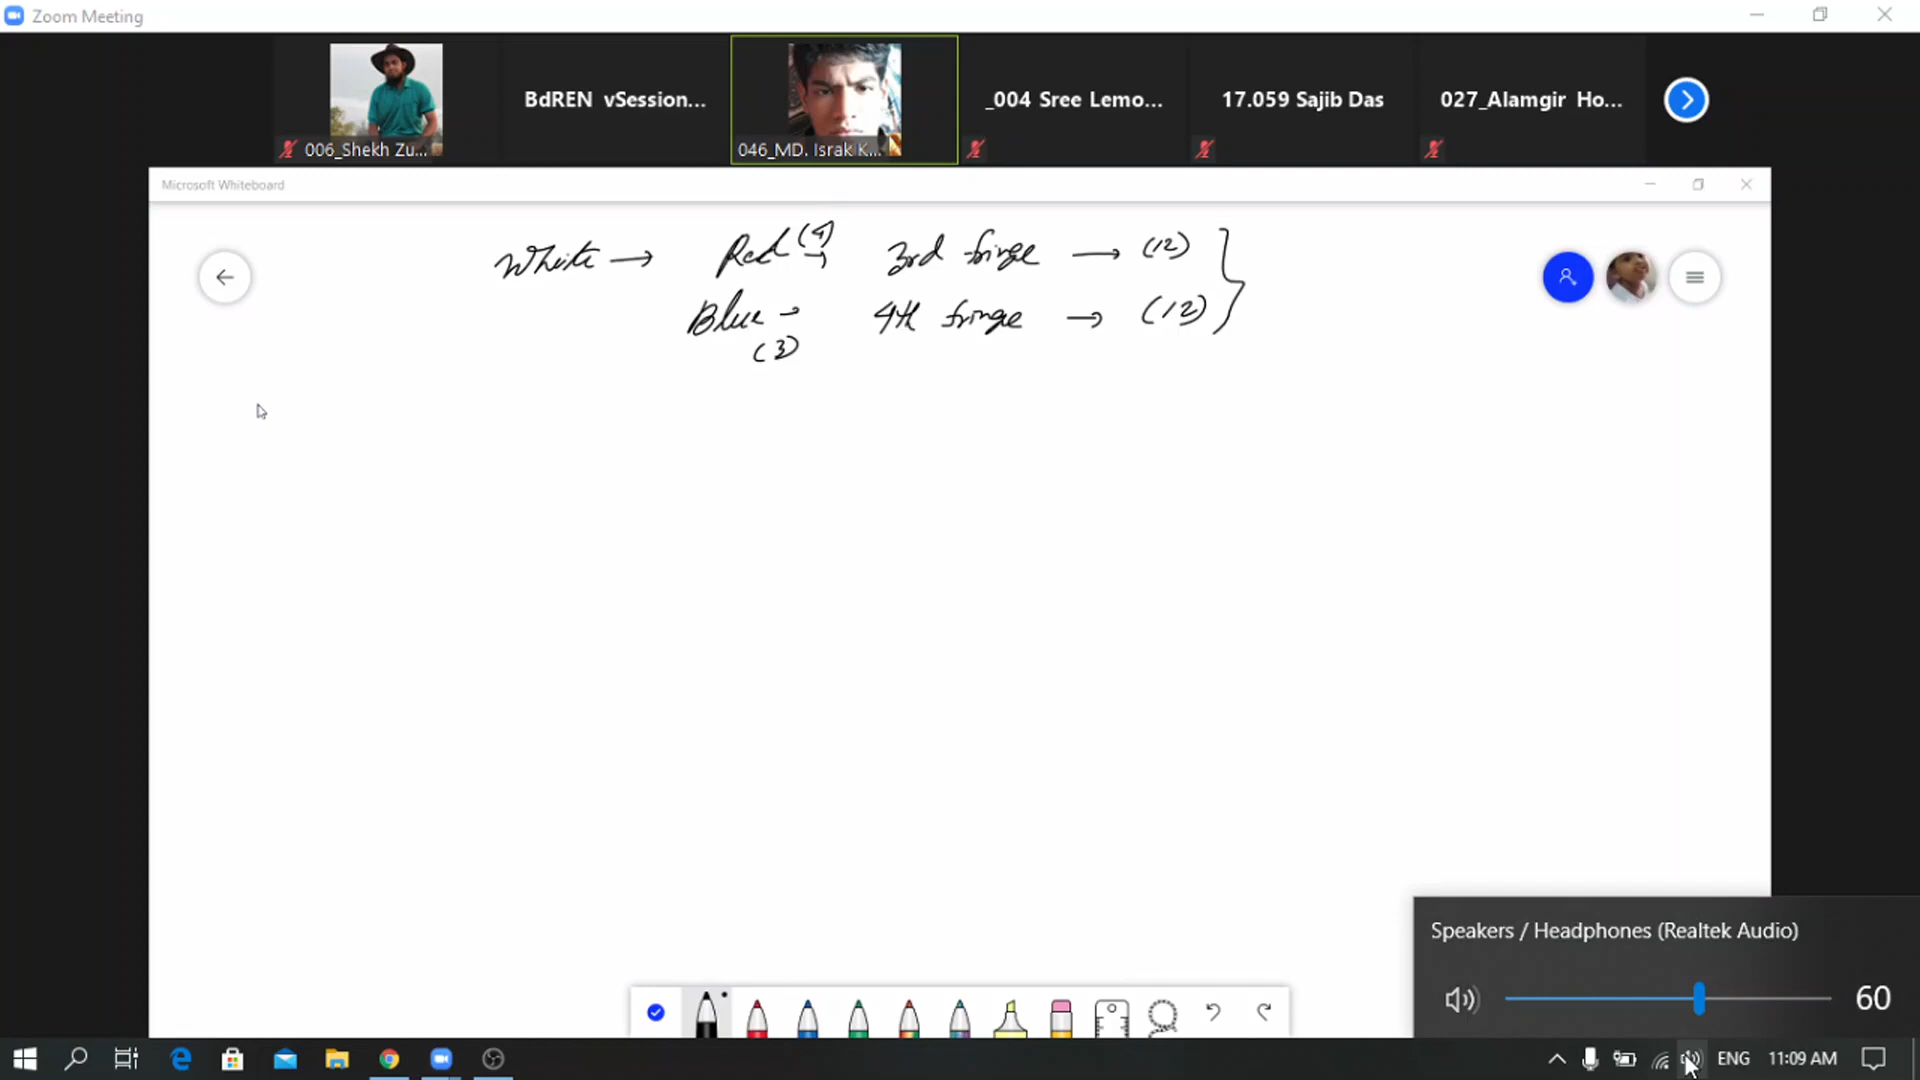 Zoom Meeting
006_Shekh Zu...
BdREN vSession...
046_MD. Israk K...
_004 Sree Lemo...
17.059 Sajib Das
027_Alamgir Ho...
Microsoft Whiteboard
White → Red (4) → 3rd fringe → (12)
Blue → 4th fringe → (12)
(3)
Speakers / Headphones (Realtek Audio)
60
ENG 11:09 AM